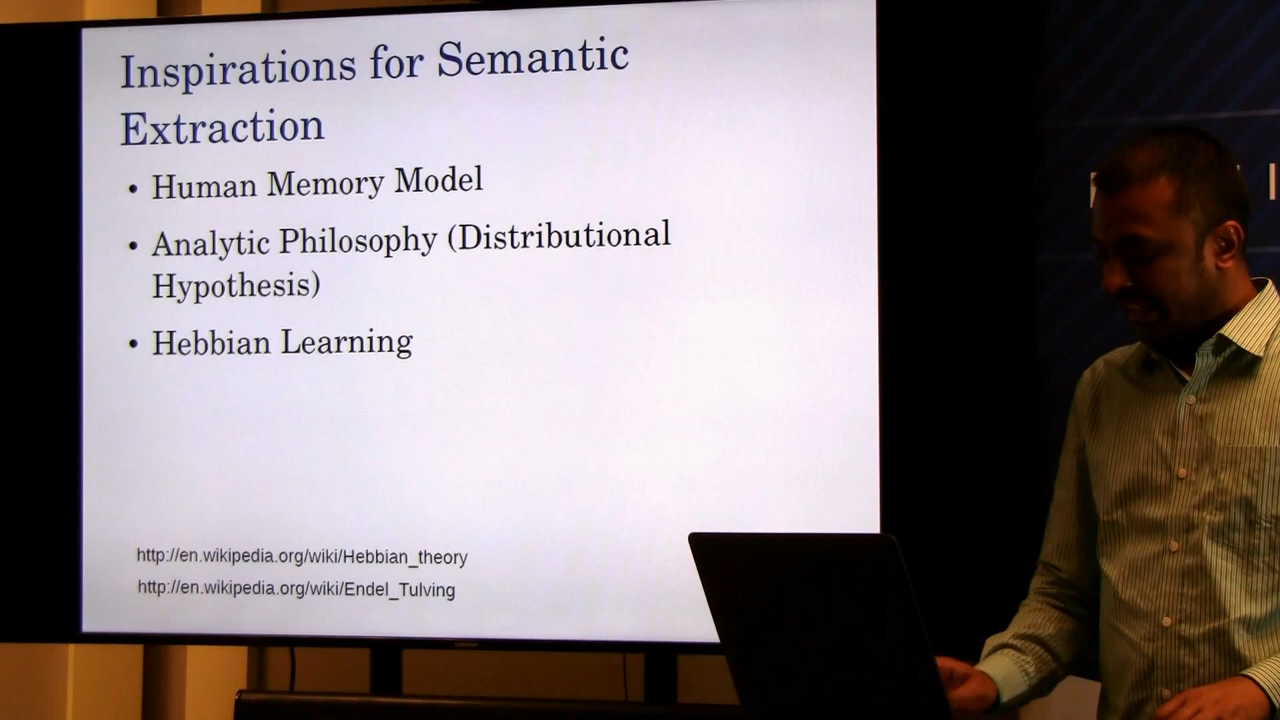 Inspirations for Semantic
Extraction
• Human Memory Model
• Analytic Philosophy (Distributional
Hypothesis)
• Hebbian Learning
http://en.wikipedia.org/wiki/Hebbian_theory
http://en.wikipedia.org/wiki/Endel_Tulving